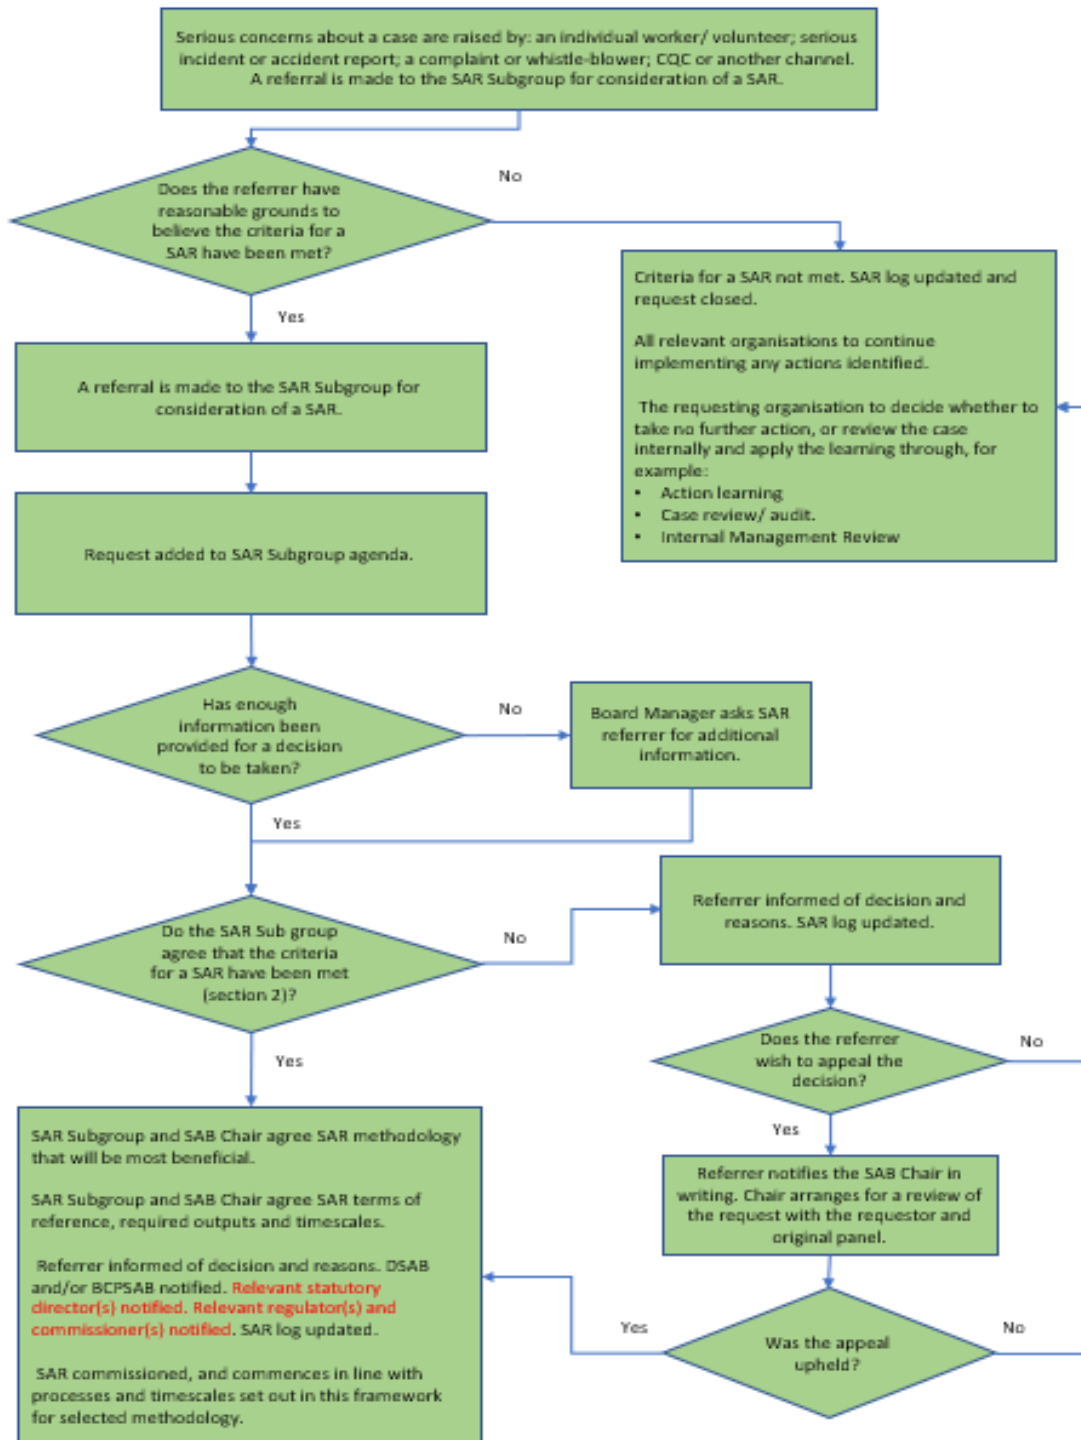 Serious concerns about a case are raised by: an individual worker/ volunteer; serious
incident or accident report; a complaint or whistle-blower; CQC or another channel.
A referral is made to the SAR Subgroup for consideration of a SAR.
Does the referrer have
reasonable grounds to
believe the criteria for a
SAR have been met?
No
Yes
Criteria for a SAR not met. SAR log updated and
request closed.
All relevant organisations to continue
implementing any actions identified.
The requesting organisation to decide whether to
take no further action, or review the case
internally and apply the learning through, for
example:
• Action learning
• Case review/ audit.
• Internal Management Review
A referral is made to the SAR Subgroup for
consideration of a SAR.
Request added to SAR Subgroup agenda.
Has enough
information been
provided for a decision
to be taken?
No
Board Manager asks SAR
referrer for additional
information.
Yes
Do the SAR Sub group
agree that the criteria
for a SAR have been met
(section 2)?
No
Referrer informed of decision and
reasons. SAR log updated.
Yes
Does the referrer
wish to appeal the
decision?
No
Yes
Referrer notifies the SAB Chair in
writing. Chair arranges for a review of
the request with the requestor and
original panel.
Was the appeal
upheld?
Yes
No
SAR Subgroup and SAB Chair agree SAR methodology
that will be most beneficial.
SAR Subgroup and SAB Chair agree SAR terms of
reference, required outputs and timescales.
Referrer informed of decision and reasons. DSAB
and/or BCPSAB notified. Relevant statutory
director(s) notified. Relevant regulator(s) and
commissioner(s) notified. SAR log updated.
SAR commissioned, and commences in line with
processes and timescales set out in this framework
for selected methodology.